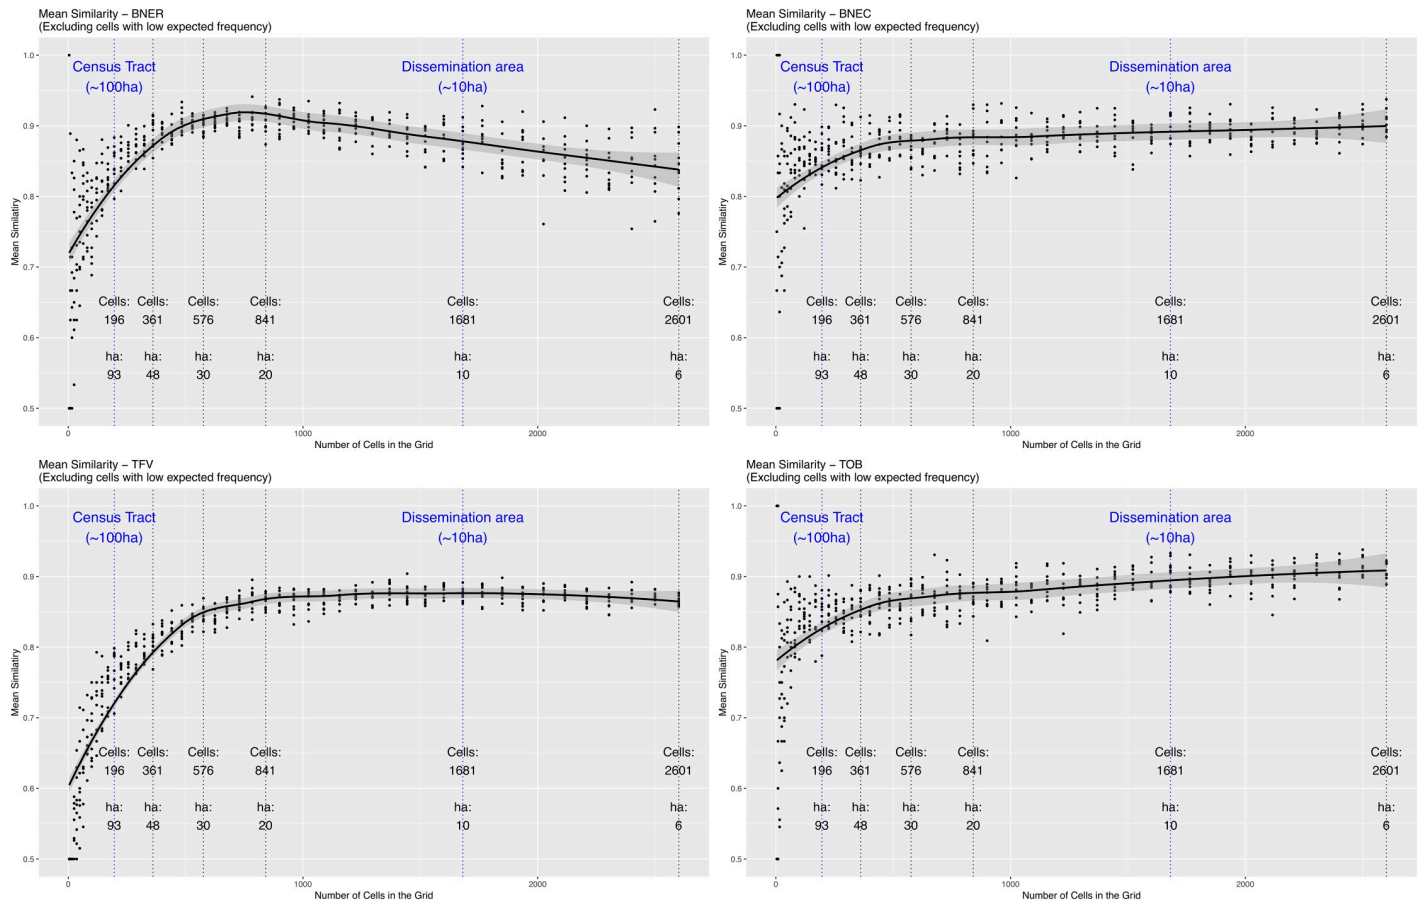 Mean Similarity – BNER
(Excluding cells with low expected frequency)
1.0
0.9
0.8
0.7
0.6
0.5
Mean Similatiry
Census Tract
(~100ha)
Dissemination area
(~10ha)
Cells: Cells: Cells: Cells: Cells: Cells:
196 361 576 841 1681 2601
ha: ha: ha: ha: ha: ha:
93 48 30 20 10 6
0 1000 2000
Number of Cells in the Grid
Mean Similarity – BNEC
(Excluding cells with low expected frequency)
1.0
0.9
0.8
0.7
0.6
0.5
Mean Similatiry
Census Tract
(~100ha)
Dissemination area
(~10ha)
Cells: Cells: Cells: Cells: Cells: Cells:
196 361 576 841 1681 2601
ha: ha: ha: ha: ha: ha:
93 48 30 20 10 6
0 1000 2000
Number of Cells in the Grid
Mean Similarity – TFV
(Excluding cells with low expected frequency)
1.0
0.9
0.8
0.7
0.6
0.5
Mean Similatiry
Census Tract
(~100ha)
Dissemination area
(~10ha)
Cells: Cells: Cells: Cells: Cells: Cells:
196 361 576 841 1681 2601
ha: ha: ha: ha: ha: ha:
93 48 30 20 10 6
0 1000 2000
Number of Cells in the Grid
Mean Similarity – TOB
(Excluding cells with low expected frequency)
1.0
0.9
0.8
0.7
0.6
0.5
Mean Similatiry
Census Tract
(~100ha)
Dissemination area
(~10ha)
Cells: Cells: Cells: Cells: Cells: Cells:
196 361 576 841 1681 2601
ha: ha: ha: ha: ha: ha:
93 48 30 20 10 6
0 1000 2000
Number of Cells in the Grid